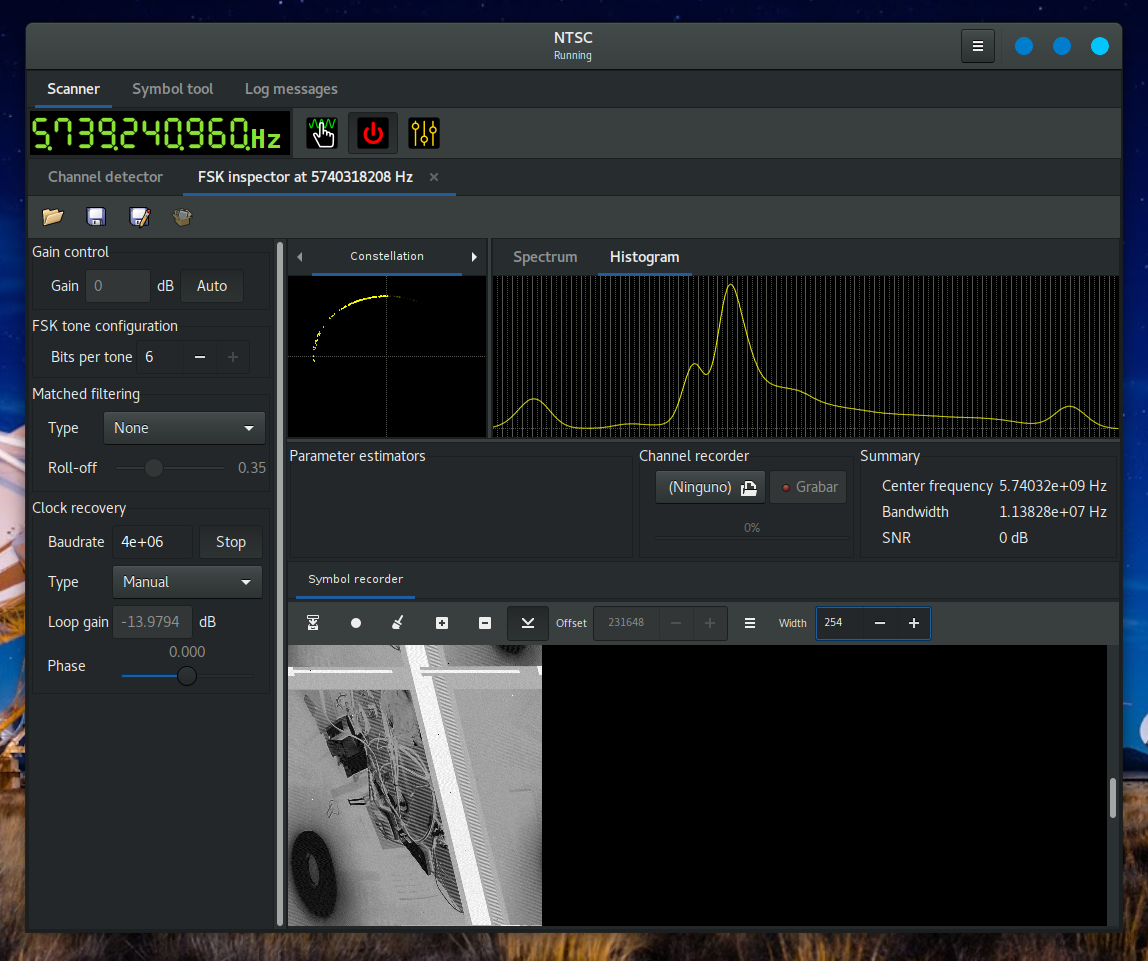 NTSC
Running
Scanner
Symbol tool
Log messages
5.739.240.960.Hz
Channel detector
FSK inspector at 5740318208 Hz
Gain control
Gain
0
dB
Auto
FSK tone configuration
Bits per tone
6
Matched filtering
Type
None
Roll-off
0.35
Clock recovery
Baudrate
4e+06
Stop
Type
Manual
Loop gain
-13.9794
dB
Phase
0.000
Constellation
Spectrum
Histogram
Parameter estimators
Channel recorder
(Ninguno)
Grabar
0%
Summary
Center frequency
5.74032e+09 Hz
Bandwidth
1.13828e+07 Hz
SNR
0 dB
Symbol recorder
Offset
231648
Width
254